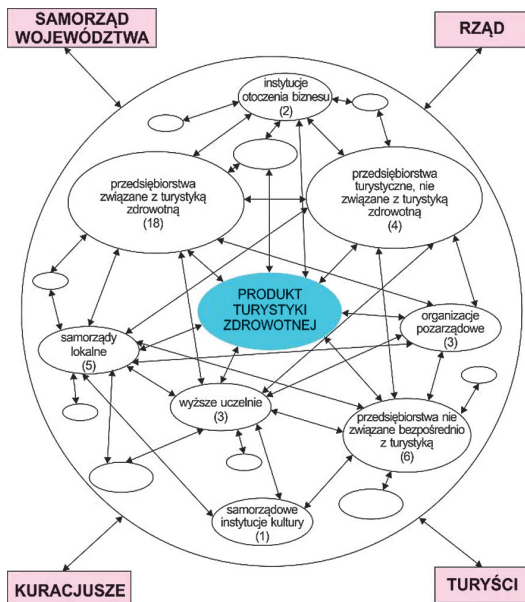 SAMORZĄD
WOJEWÓDZTWA
RZĄD
instytucje
otoczenia biznesu
(2)
przedsiębiorstwa
związane z turystyką
zdrowotną
(18)
przedsiębiorstwa
turystyczne, nie
związane z turystyką
zdrowotną
(4)
PRODUKT
TURYSTYKI
ZDROWOTNEJ
organizacje
pozarządowe
(3)
samorządy
lokalne
(5)
wyższe uczelnie
(3)
przedsiębiorstwa nie
związane bezpośrednio
z turystyką
(6)
samorządowe
instytucje kultury
(1)
KURACJUSZE
TURYŚCI